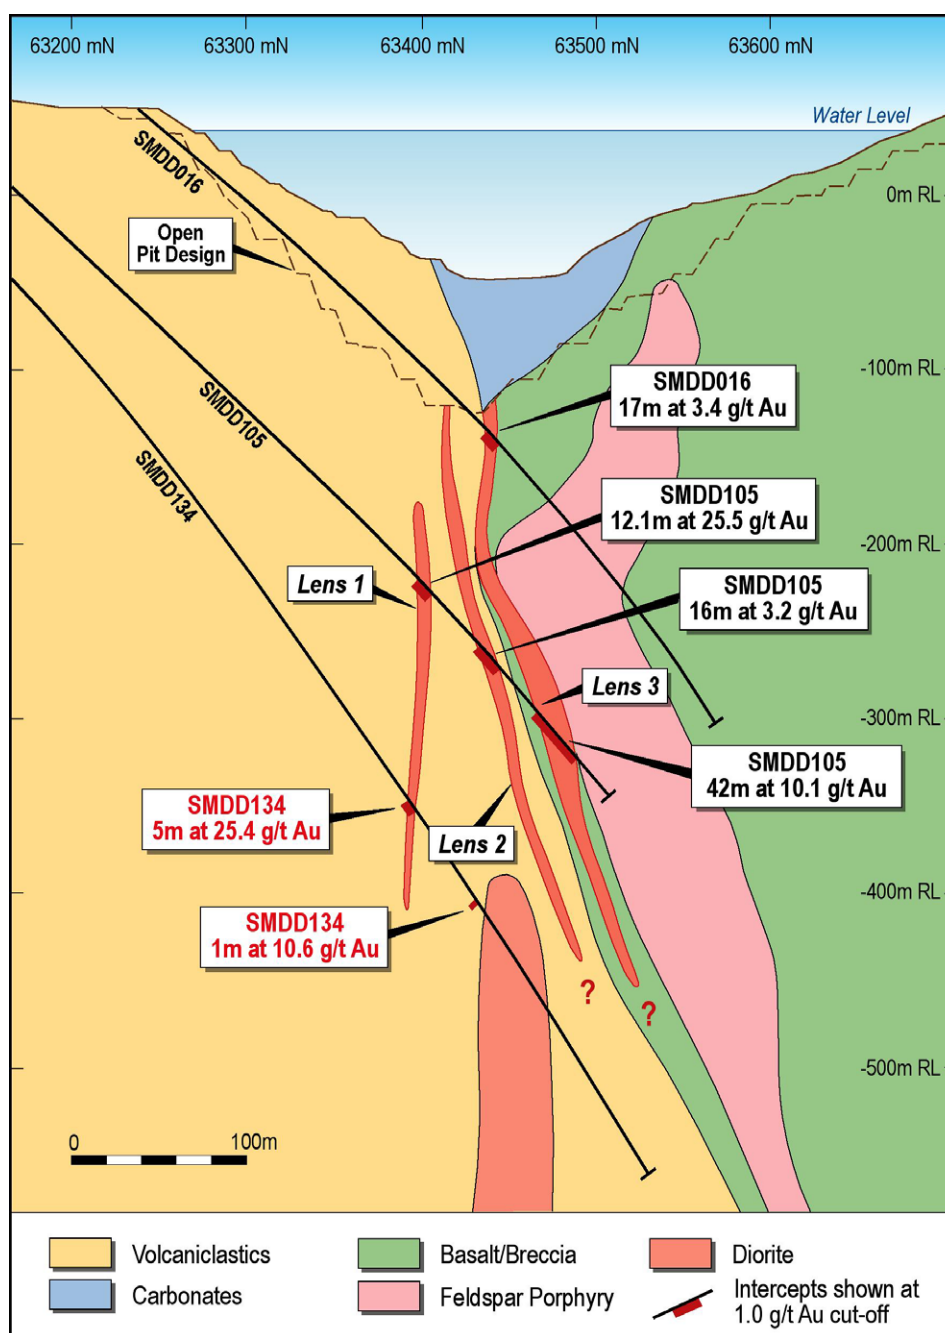 63200 mN
63300 mN
63400 mN
63500 mN
63600 mN
Water Level
SMDD016
0m RL
Open
Pit Design
-100m RL
SMDD016
17m at 3.4 g/t Au
SMDD105
SMDD134
SMDD105
12.1m at 25.5 g/t Au
-200m RL
Lens 1
SMDD105
16m at 3.2 g/t Au
Lens 3
-300m RL
SMDD105
42m at 10.1 g/t Au
SMDD134
5m at 25.4 g/t Au
Lens 2
-400m RL
SMDD134
1m at 10.6 g/t Au
?
?
-500m RL
0
100m
Volcaniclastics
Basalt/Breccia
Diorite
Carbonates
Feldspar Porphyry
Intercepts shown at
1.0 g/t Au cut-off